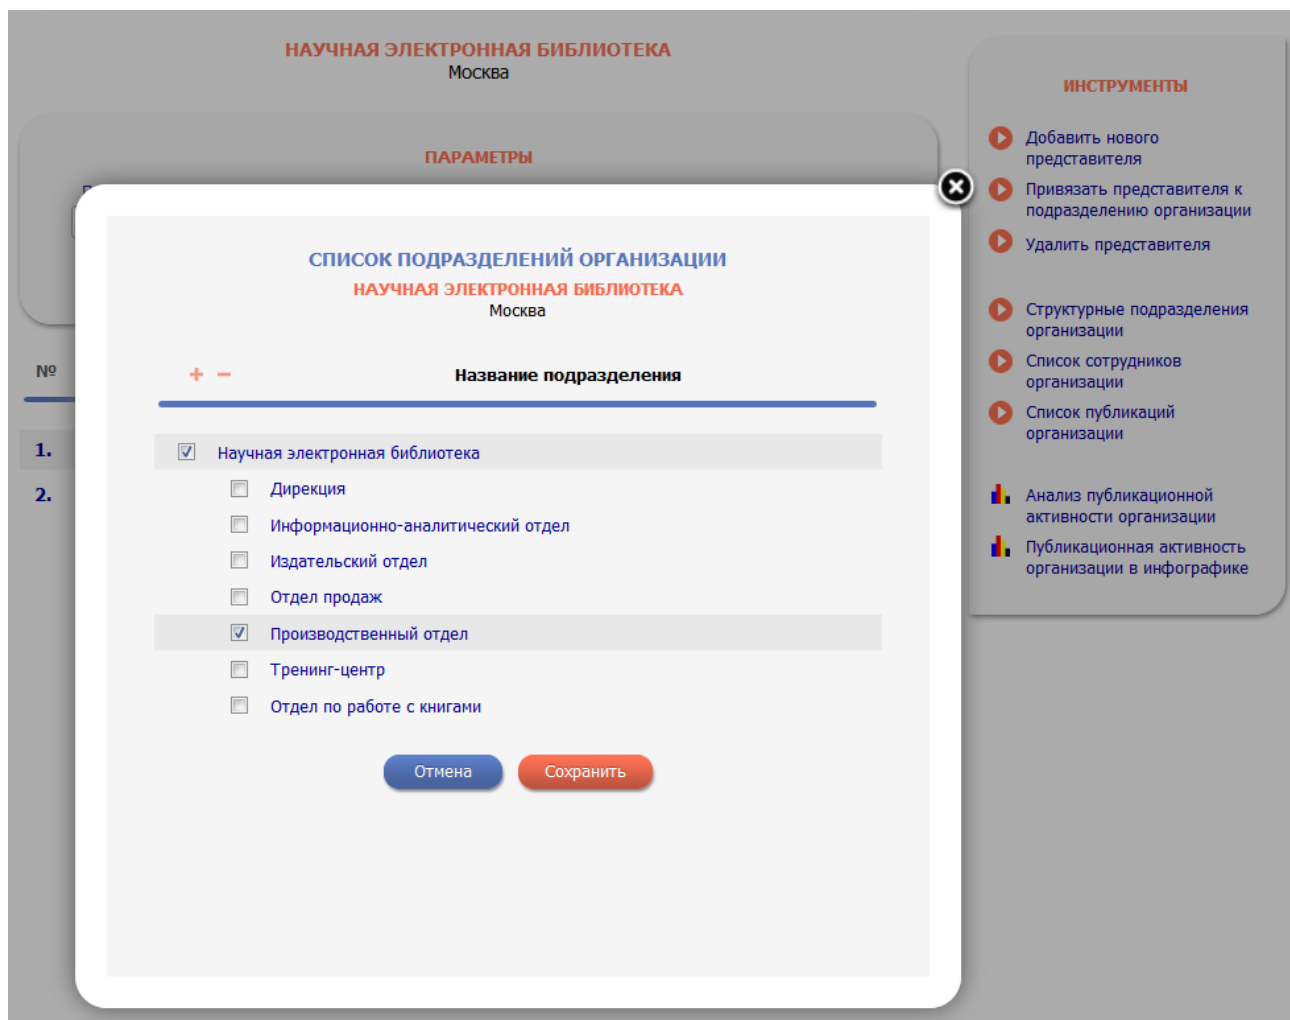 НАУЧНАЯ ЭЛЕКТРОННАЯ БИБЛИОТЕКА
Москва
ПАРАМЕТРЫ
СПИСОК ПОДРАЗДЕЛЕНИЙ ОРГАНИЗАЦИИ
НАУЧНАЯ ЭЛЕКТРОННАЯ БИБЛИОТЕКА
Москва
№
+ − Название подразделения
1.
2.
Научная электронная библиотека
Дирекция
Информационно-аналитический отдел
Издательский отдел
Отдел продаж
Производственный отдел
Тренинг-центр
Отдел по работе с книгами
Отмена Сохранить
ИНСТРУМЕНТЫ
Добавить нового
представителя
Привязать представителя к
подразделению организации
Удалить представителя
Структурные подразделения
организации
Список сотрудников
организации
Список публикаций
организации
Анализ публикационной
активности организации
Публикационная активность
организации в инфографике